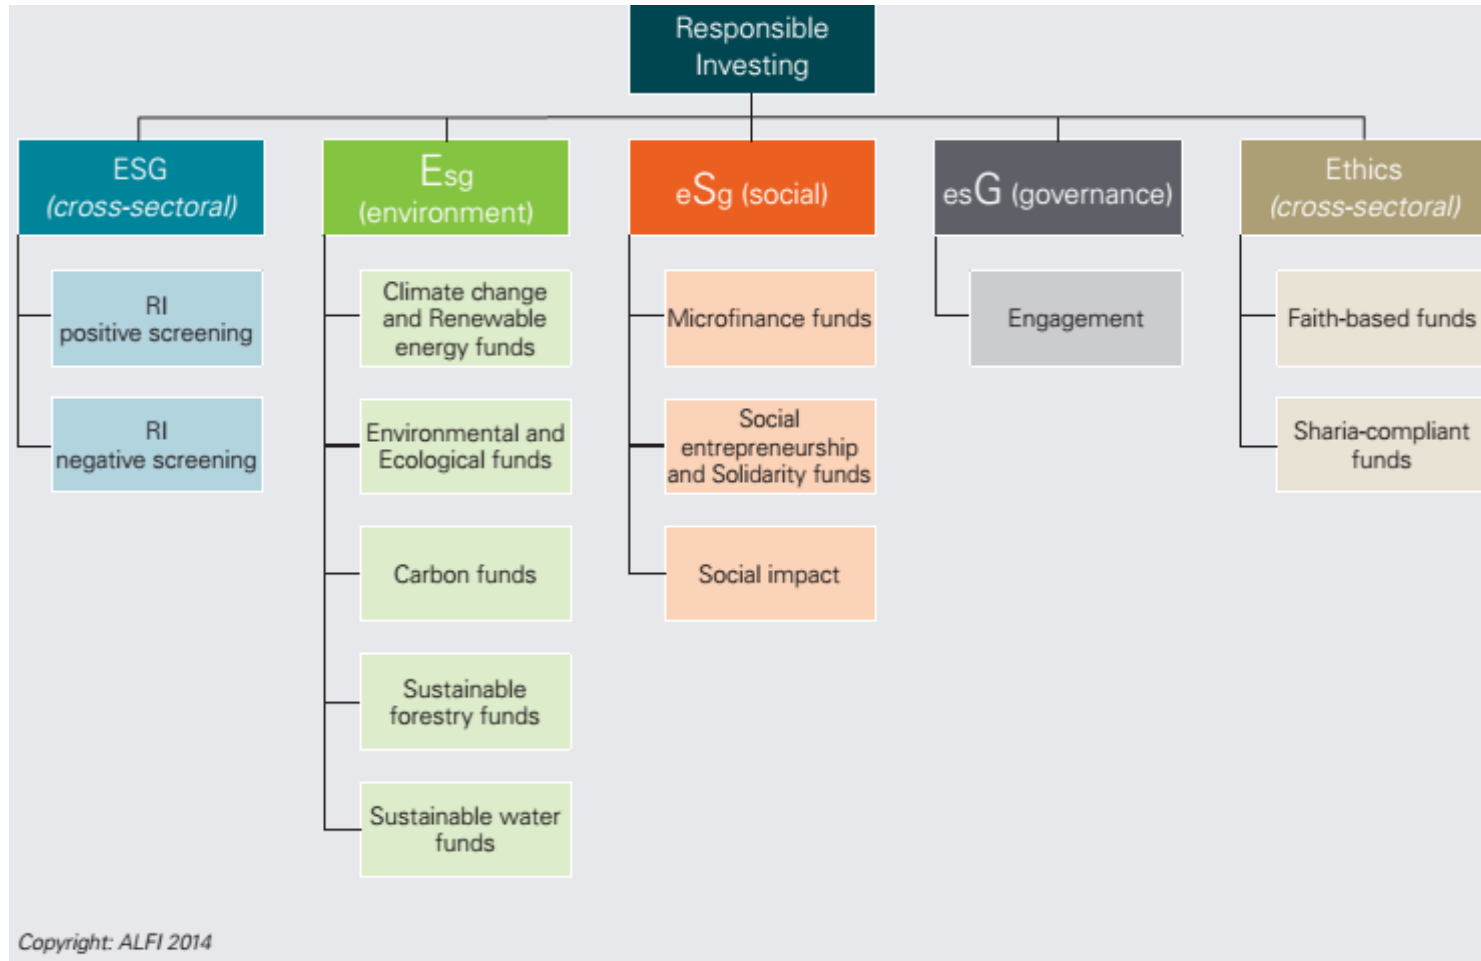 Responsible
Investing
ESG
(cross-sectoral)
RI
positive screening
RI
negative screening
Esg
(environment)
Climate change
and Renewable
energy funds
Environmental and
Ecological funds
Carbon funds
Sustainable
forestry funds
Sustainable water
funds
eSg (social)
Microfinance funds
Social
entrepreneurship
and Solidarity funds
Social impact
esG (governance)
Engagement
Ethics
(cross-sectoral)
Faith-based funds
Sharia-compliant
funds
Copyright: ALFI 2014